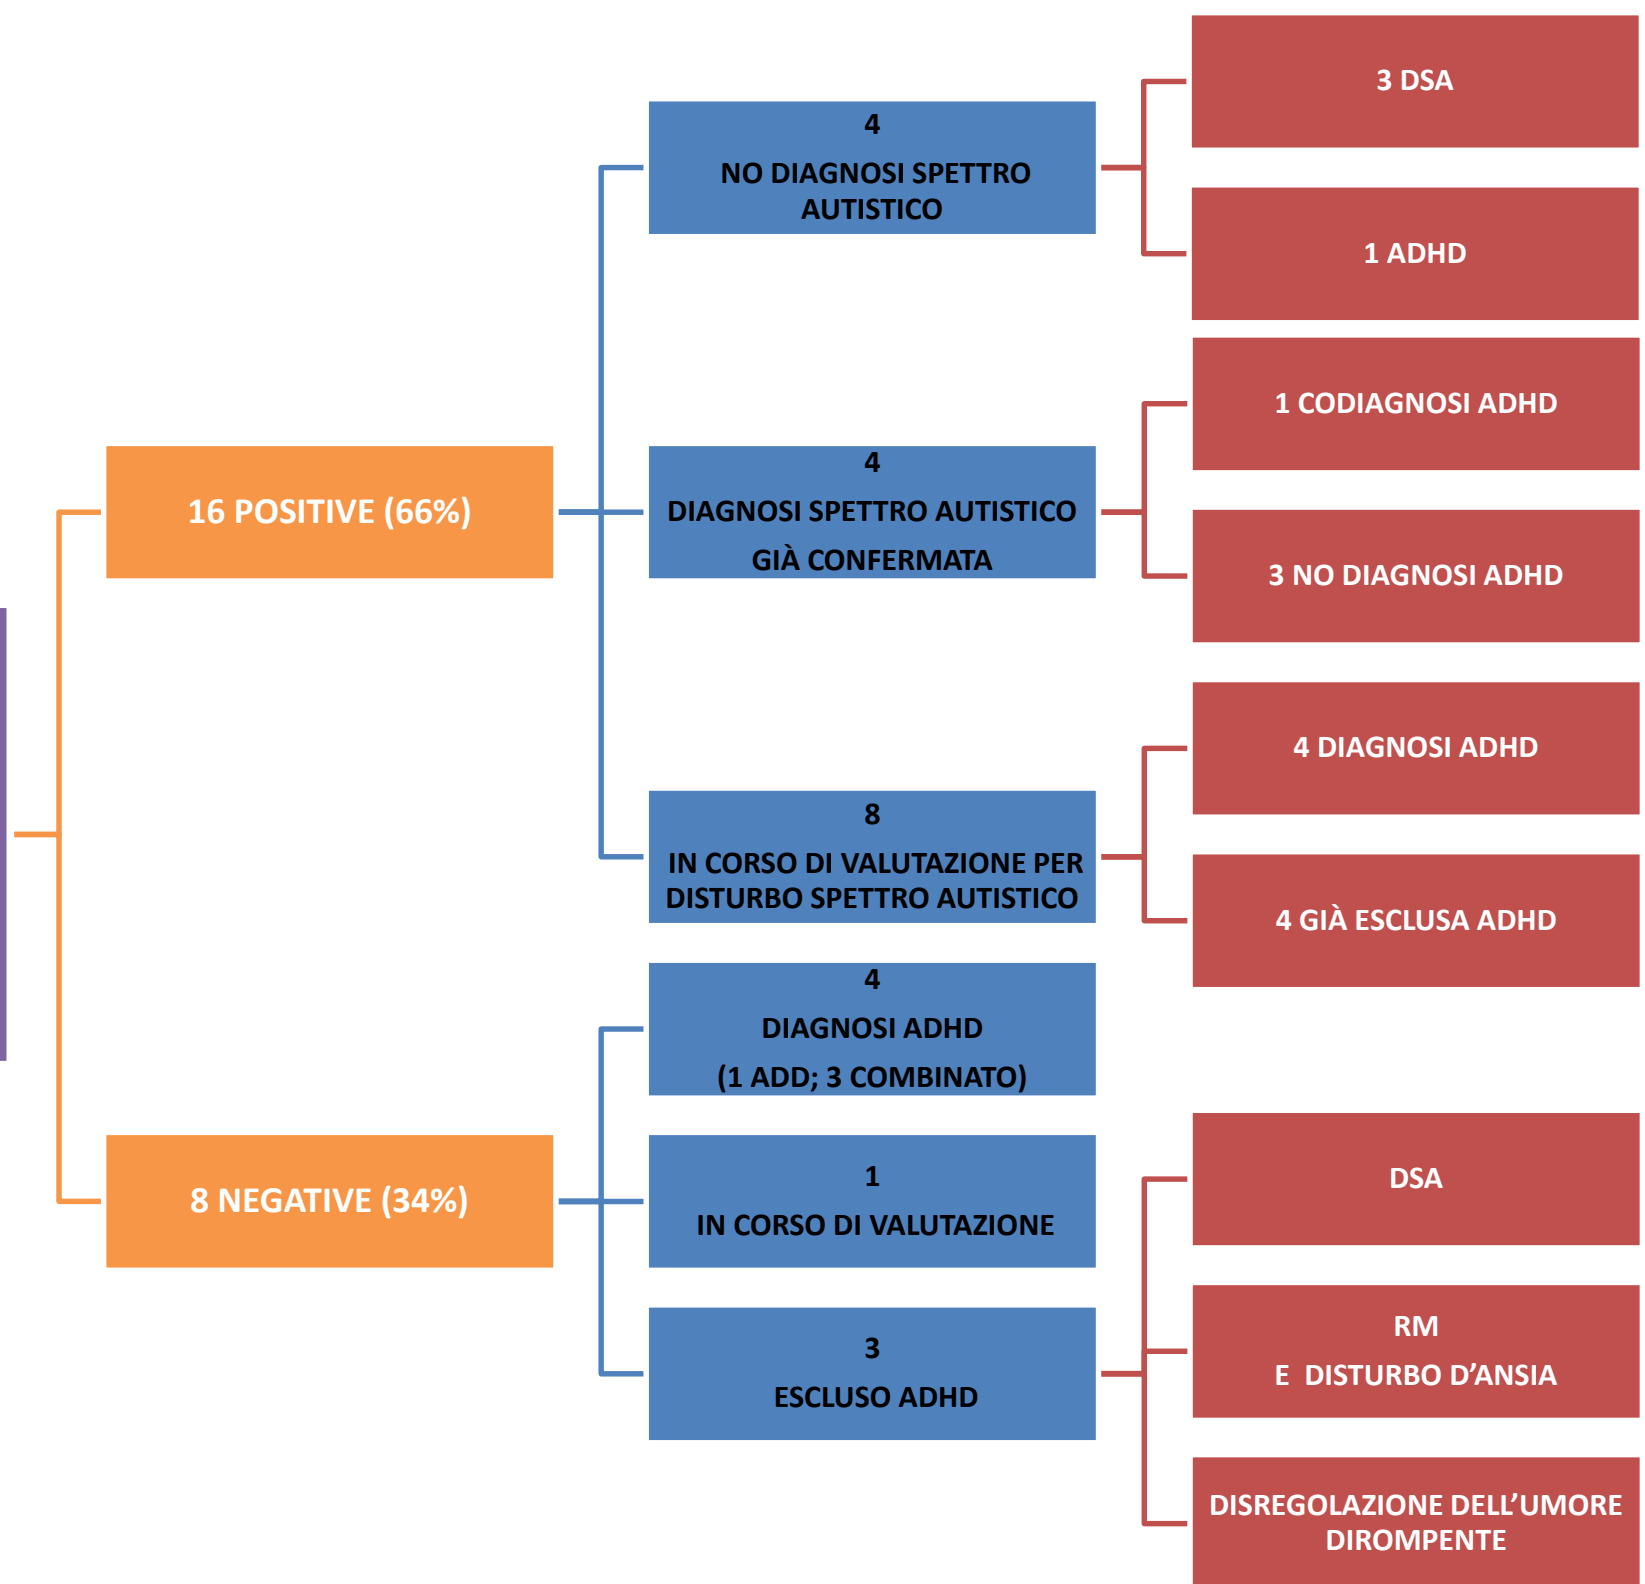 16 POSITIVE (66%)
4
NO DIAGNOSI SPETTRO
AUTISTICO
3 DSA
1 ADHD
4
DIAGNOSI SPETTRO AUTISTICO
GIÀ CONFERMATA
1 CODIAGNOSI ADHD
3 NO DIAGNOSI ADHD
8
IN CORSO DI VALUTAZIONE PER
DISTURBO SPETTRO AUTISTICO
4 DIAGNOSI ADHD
4 GIÀ ESCLUSA ADHD
8 NEGATIVE (34%)
4
DIAGNOSI ADHD
(1 ADD; 3 COMBINATO)
1
IN CORSO DI VALUTAZIONE
3
ESCLUSO ADHD
DSA
RM
E DISTURBO D’ANSIA
DISREGOLAZIONE DELL’UMORE
DIROMPENTE